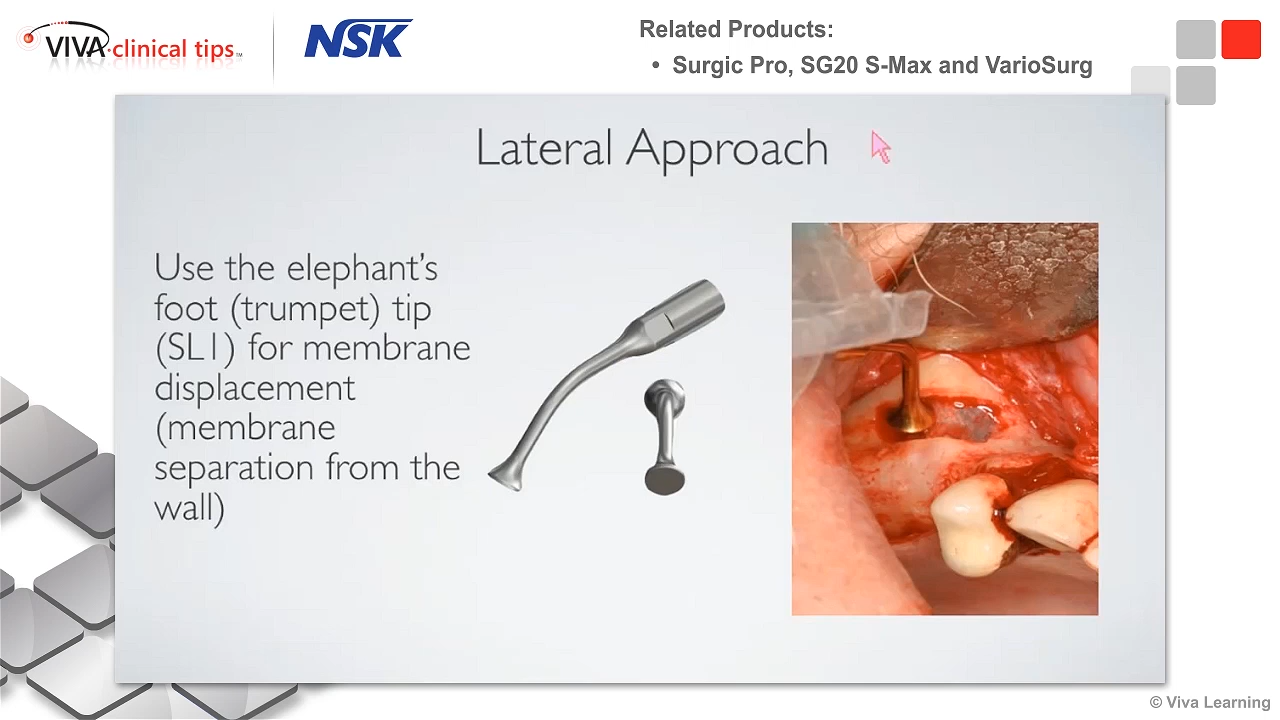 VIVA clinical tips™
NSK
Related Products:
• Surgic Pro, SG20 S-Max and VarioSurg
Lateral Approach
Use the elephant's
foot (trumpet) tip
(SL1) for membrane
displacement
(membrane
separation from the
wall)
© Viva Learning